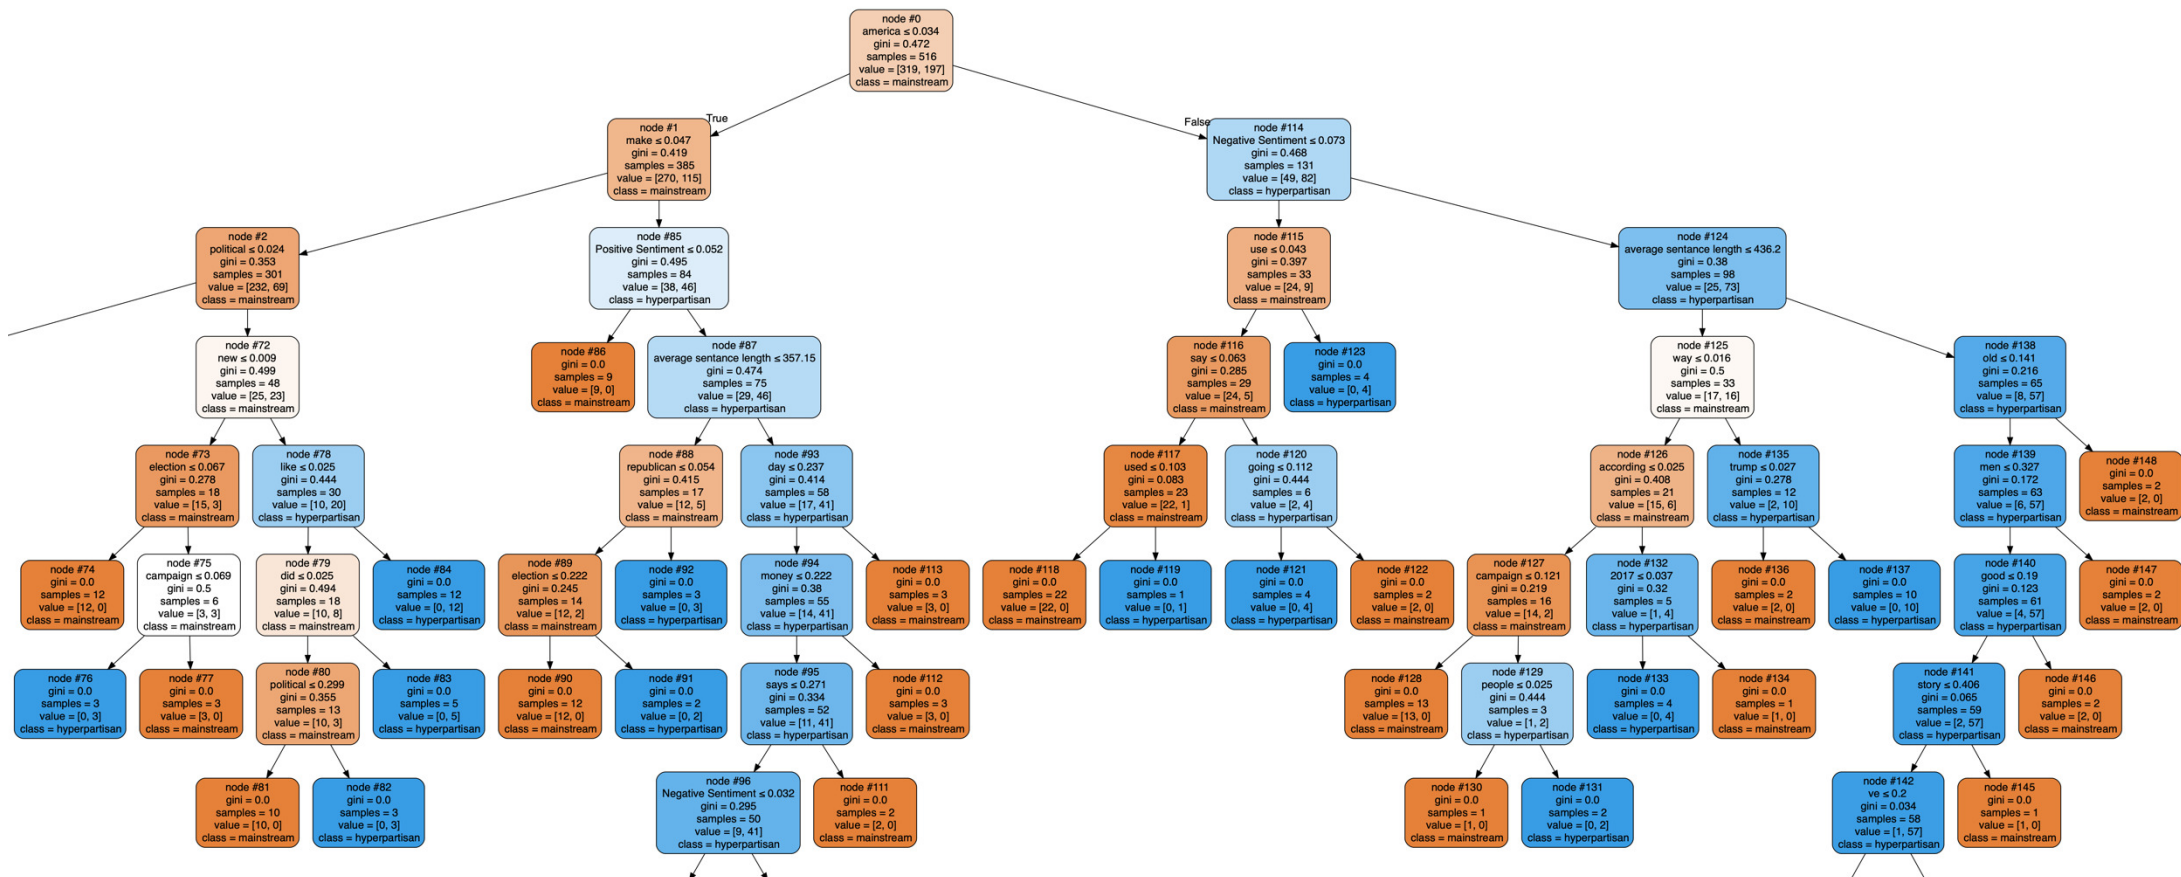 node #0
america ≤ 0.034
gini = 0.472
samples = 516
value = [319, 197]
class = mainstream
True
False
node #1
make ≤ 0.047
gini = 0.419
samples = 385
value = [270, 115]
class = mainstream
node #114
Negative Sentiment ≤ 0.073
gini = 0.468
samples = 131
value = [49, 82]
class = hyperpartisan
node #2
political ≤ 0.024
gini = 0.353
samples = 301
value = [232, 69]
class = mainstream
node #85
Positive Sentiment ≤ 0.052
gini = 0.495
samples = 84
value = [38, 46]
class = hyperpartisan
node #115
use ≤ 0.043
gini = 0.397
samples = 33
value = [24, 9]
class = mainstream
node #124
average sentance length ≤ 436.2
gini = 0.38
samples = 98
value = [25, 73]
class = hyperpartisan
node #72
new ≤ 0.009
gini = 0.499
samples = 48
value = [25, 23]
class = mainstream
node #86
gini = 0.0
samples = 9
value = [9, 0]
class = mainstream
node #87
average sentance length ≤ 357.15
gini = 0.474
samples = 75
value = [29, 46]
class = hyperpartisan
node #116
say ≤ 0.063
gini = 0.285
samples = 29
value = [24, 5]
class = mainstream
node #123
gini = 0.0
samples = 4
value = [0, 4]
class = hyperpartisan
node #125
way ≤ 0.016
gini = 0.5
samples = 33
value = [17, 16]
class = mainstream
node #138
old ≤ 0.141
gini = 0.216
samples = 65
value = [8, 57]
class = hyperpartisan
node #73
election ≤ 0.067
gini = 0.278
samples = 18
value = [15, 3]
class = mainstream
node #78
like ≤ 0.025
gini = 0.444
samples = 30
value = [10, 20]
class = hyperpartisan
node #88
republican ≤ 0.054
gini = 0.415
samples = 17
value = [12, 5]
class = mainstream
node #93
day ≤ 0.237
gini = 0.414
samples = 58
value = [17, 41]
class = hyperpartisan
node #117
used ≤ 0.103
gini = 0.083
samples = 23
value = [22, 1]
class = mainstream
node #120
going ≤ 0.112
gini = 0.444
samples = 6
value = [2, 4]
class = hyperpartisan
node #126
according ≤ 0.025
gini = 0.408
samples = 21
value = [15, 6]
class = mainstream
node #135
trump ≤ 0.027
gini = 0.278
samples = 12
value = [2, 10]
class = hyperpartisan
node #139
men ≤ 0.327
gini = 0.172
samples = 63
value = [6, 57]
class = hyperpartisan
node #148
gini = 0.0
samples = 2
value = [2, 0]
class = mainstream
node #74
gini = 0.0
samples = 12
value = [12, 0]
class = mainstream
node #75
campaign ≤ 0.069
gini = 0.5
samples = 6
value = [3, 3]
class = mainstream
node #79
did ≤ 0.025
gini = 0.494
samples = 18
value = [10, 8]
class = mainstream
node #84
gini = 0.0
samples = 12
value = [0, 12]
class = hyperpartisan
node #89
election ≤ 0.222
gini = 0.245
samples = 14
value = [12, 2]
class = mainstream
node #92
gini = 0.0
samples = 3
value = [0, 3]
class = hyperpartisan
node #94
money ≤ 0.222
gini = 0.38
samples = 55
value = [14, 41]
class = hyperpartisan
node #113
gini = 0.0
samples = 3
value = [3, 0]
class = mainstream
node #118
gini = 0.0
samples = 22
value = [22, 0]
class = mainstream
node #119
gini = 0.0
samples = 1
value = [0, 1]
class = hyperpartisan
node #121
gini = 0.0
samples = 4
value = [0, 4]
class = hyperpartisan
node #122
gini = 0.0
samples = 2
value = [2, 0]
class = mainstream
node #127
campaign ≤ 0.121
gini = 0.219
samples = 16
value = [14, 2]
class = mainstream
node #132
2017 ≤ 0.037
gini = 0.32
samples = 5
value = [1, 4]
class = hyperpartisan
node #136
gini = 0.0
samples = 2
value = [2, 0]
class = mainstream
node #137
gini = 0.0
samples = 10
value = [0, 10]
class = hyperpartisan
node #140
good ≤ 0.19
gini = 0.123
samples = 61
value = [4, 57]
class = hyperpartisan
node #147
gini = 0.0
samples = 2
value = [2, 0]
class = mainstream
node #76
gini = 0.0
samples = 3
value = [0, 3]
class = hyperpartisan
node #77
gini = 0.0
samples = 3
value = [3, 0]
class = mainstream
node #80
political ≤ 0.299
gini = 0.355
samples = 13
value = [10, 3]
class = mainstream
node #83
gini = 0.0
samples = 5
value = [0, 5]
class = hyperpartisan
node #90
gini = 0.0
samples = 12
value = [12, 0]
class = mainstream
node #91
gini = 0.0
samples = 2
value = [0, 2]
class = hyperpartisan
node #95
says ≤ 0.271
gini = 0.334
samples = 52
value = [11, 41]
class = hyperpartisan
node #112
gini = 0.0
samples = 3
value = [3, 0]
class = mainstream
node #128
gini = 0.0
samples = 13
value = [13, 0]
class = mainstream
node #129
people ≤ 0.025
gini = 0.444
samples = 3
value = [1, 2]
class = hyperpartisan
node #133
gini = 0.0
samples = 4
value = [0, 4]
class = hyperpartisan
node #134
gini = 0.0
samples = 1
value = [1, 0]
class = mainstream
node #141
story ≤ 0.406
gini = 0.065
samples = 59
value = [2, 57]
class = hyperpartisan
node #146
gini = 0.0
samples = 2
value = [2, 0]
class = mainstream
node #81
gini = 0.0
samples = 10
value = [10, 0]
class = mainstream
node #82
gini = 0.0
samples = 3
value = [0, 3]
class = hyperpartisan
node #96
Negative Sentiment ≤ 0.032
gini = 0.295
samples = 50
value = [9, 41]
class = hyperpartisan
node #111
gini = 0.0
samples = 2
value = [2, 0]
class = mainstream
node #130
gini = 0.0
samples = 1
value = [1, 0]
class = mainstream
node #131
gini = 0.0
samples = 2
value = [0, 2]
class = hyperpartisan
node #142
ve ≤ 0.2
gini = 0.034
samples = 58
value = [1, 57]
class = hyperpartisan
node #145
gini = 0.0
samples = 1
value = [1, 0]
class = mainstream